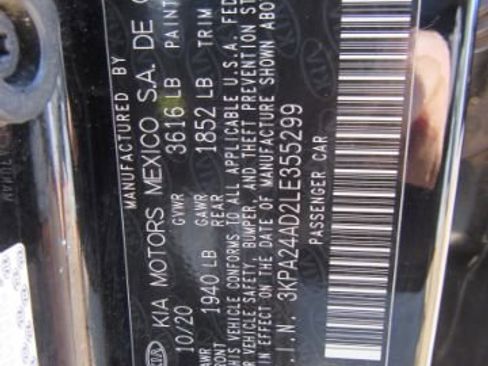 MANUFACTURED BY
KIA KIA MOTORS MEXICO S.A. DE
10/20 GVWR 3616 LB PAINT
1940 LB GAWR REAR 1852 LB TRIM
THIS VEHICLE CONFORMS TO ALL APPLICABLE U.S.A. FED
VEHICLE SAFETY, BUMPER, AND THEFT PREVENTION ST
IN EFFECT ON THE DATE OF MANUFACTURE SHOWN ABO
.I.N. 3KPA24AD2LE355299
PASSENGER CAR